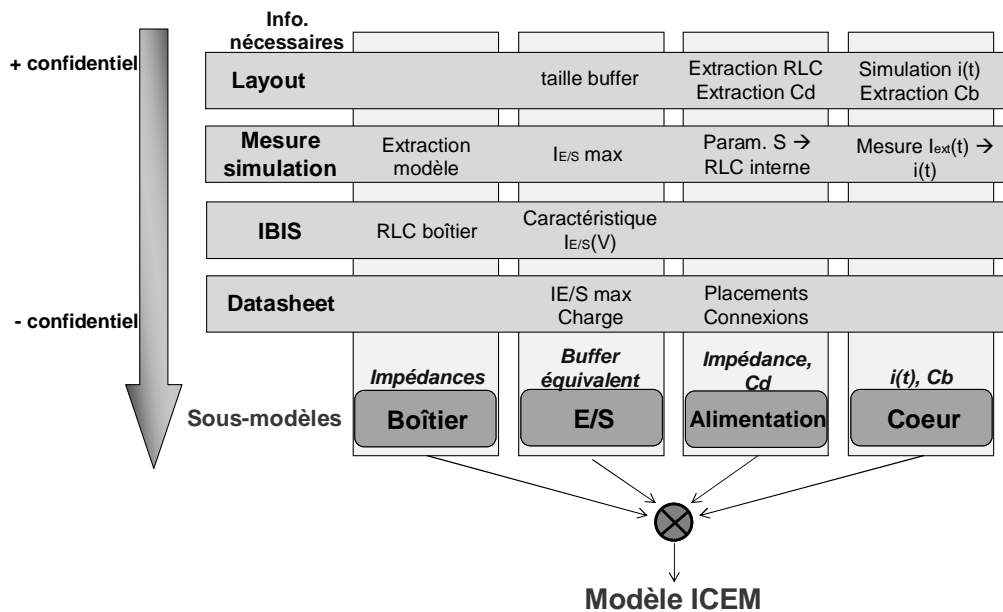 Info.
nécessaires
+ confidentiel
Layout
taille buffer
Extraction RLC
Extraction Cd
Simulation i(t)
Extraction Cb
Mesure
simulation
Extraction
modèle
IE/S max
Param. S →
RLC interne
Mesure Iext(t) →
i(t)
IBIS
RLC boîtier
Caractéristique
IE/S(V)
Datasheet
IE/S max
Charge
Placements
Connexions
- confidentiel
Impédances
Buffer
équivalent
Impédance,
Cd
i(t), Cb
Sous-modèles
Boîtier
E/S
Alimentation
Coeur
Modèle ICEM